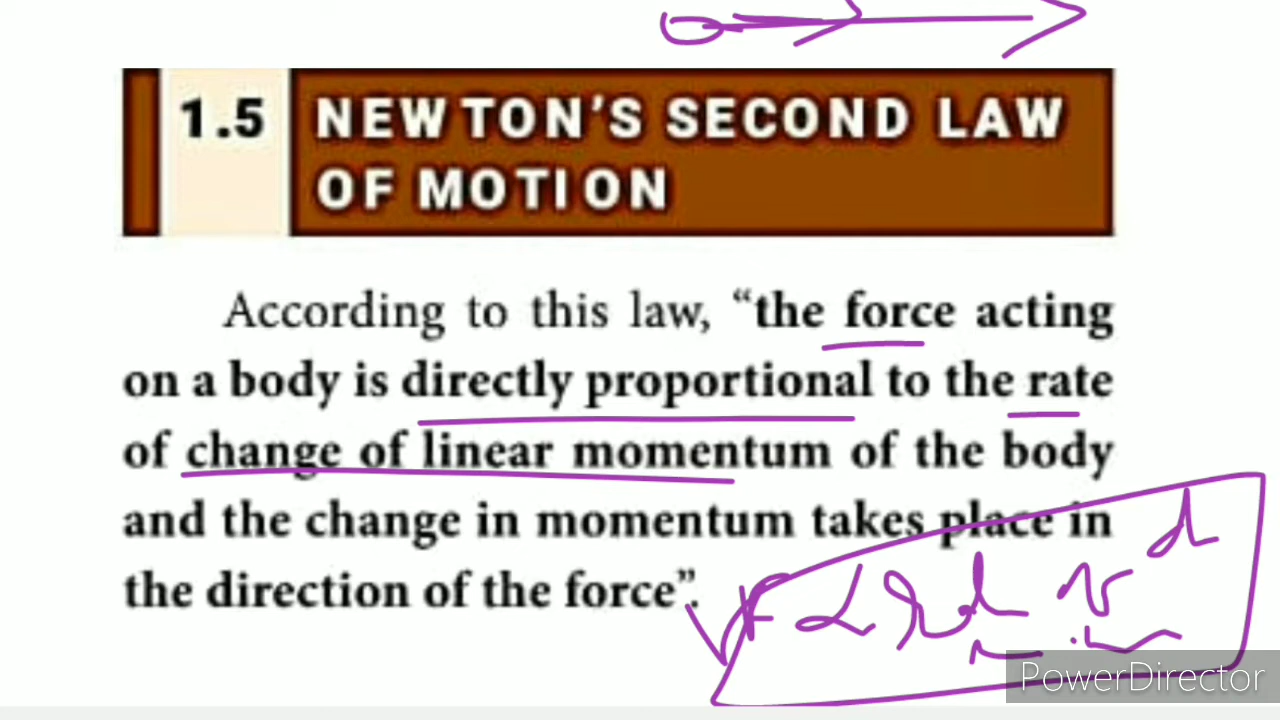 1.5 NEWTON'S SECOND LAW
OF MOTION
According to this law, “the force acting
on a body is directly proportional to the rate
of change of linear momentum of the body
and the change in momentum takes place in
the direction of the force”.
PowerDirector